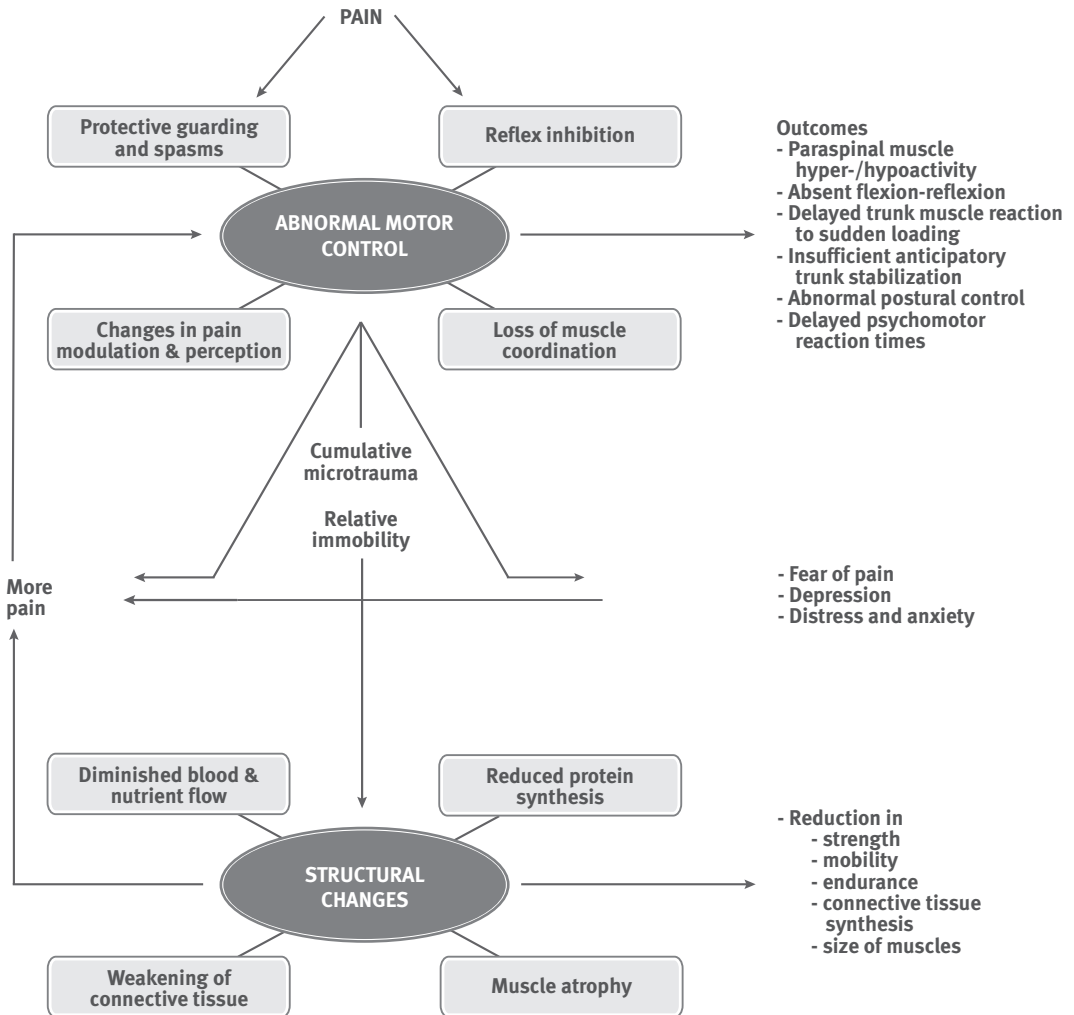 PAIN
Protective guarding
and spasms
Reflex inhibition
ABNORMAL MOTOR
CONTROL
Changes in pain
modulation & perception
Loss of muscle
coordination
Outcomes
- Paraspinal muscle
hyper-/hypoactivity
- Absent flexion-reflexion
- Delayed trunk muscle reaction
to sudden loading
- Insufficient anticipatory
trunk stabilization
- Abnormal postural control
- Delayed psychomotor
reaction times
Cumulative
microtrauma
Relative
immobility
More
pain
- Fear of pain
- Depression
- Distress and anxiety
Diminished blood &
nutrient flow
Reduced protein
synthesis
STRUCTURAL
CHANGES
Weakening of
connective tissue
Muscle atrophy
- Reduction in
- strength
- mobility
- endurance
- connective tissue
synthesis
- size of muscles